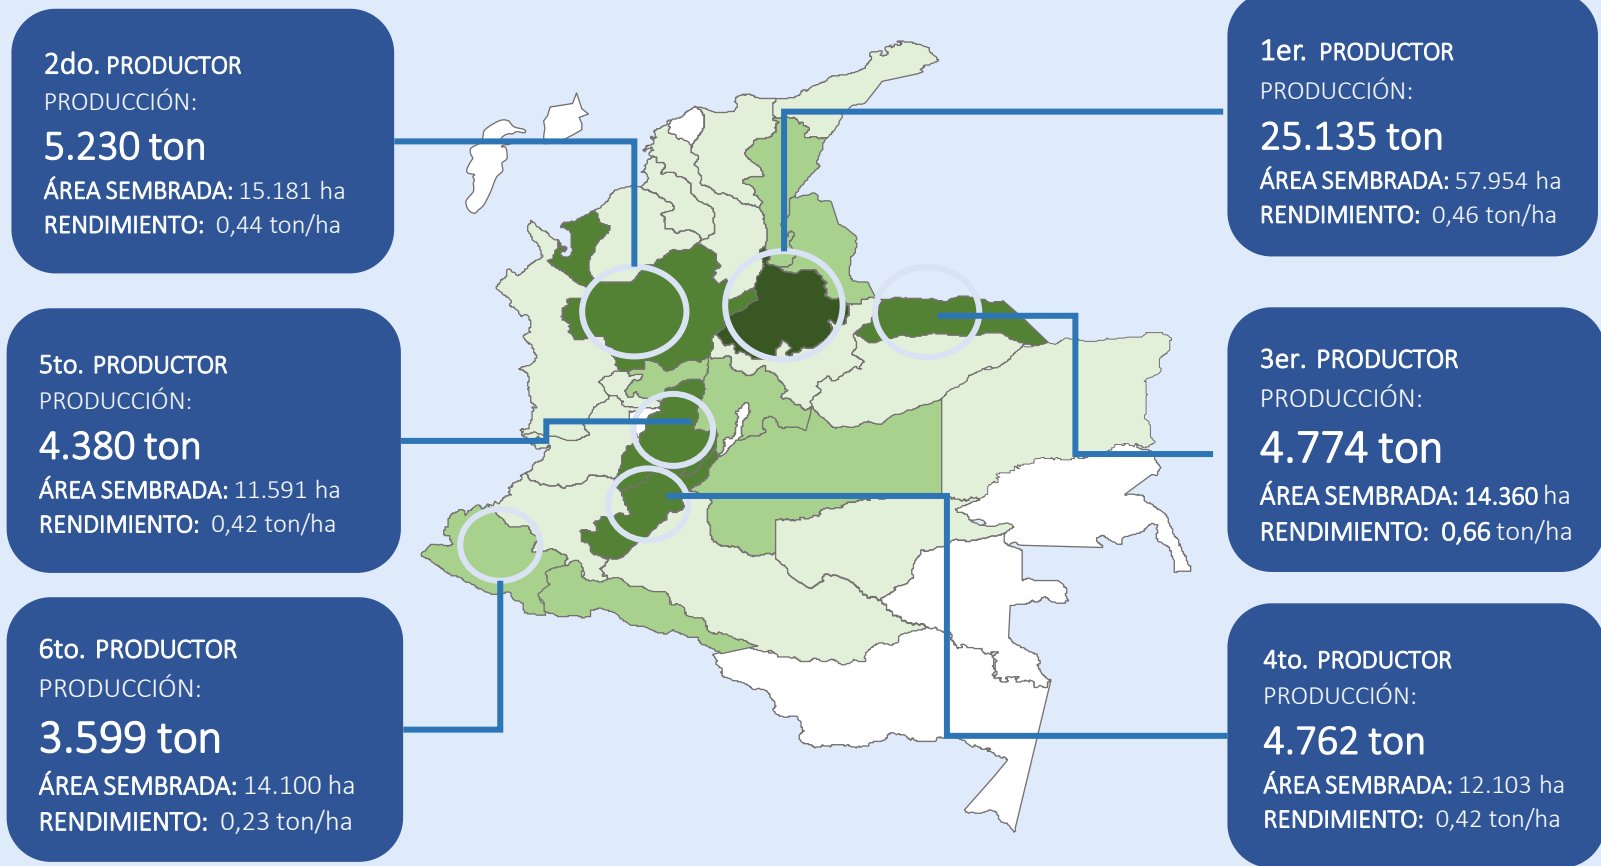 2do. PRODUCTOR
PRODUCCIÓN:
5.230 ton
ÁREA SEMBRADA: 15.181 ha
RENDIMIENTO: 0,44 ton/ha
1er. PRODUCTOR
PRODUCCIÓN:
25.135 ton
ÁREA SEMBRADA: 57.954 ha
RENDIMIENTO: 0,46 ton/ha
5to. PRODUCTOR
PRODUCCIÓN:
4.380 ton
ÁREA SEMBRADA: 11.591 ha
RENDIMIENTO: 0,42 ton/ha
3er. PRODUCTOR
PRODUCCIÓN:
4.774 ton
ÁREA SEMBRADA: 14.360 ha
RENDIMIENTO: 0,66 ton/ha
6to. PRODUCTOR
PRODUCCIÓN:
3.599 ton
ÁREA SEMBRADA: 14.100 ha
RENDIMIENTO: 0,23 ton/ha
4to. PRODUCTOR
PRODUCCIÓN:
4.762 ton
ÁREA SEMBRADA: 12.103 ha
RENDIMIENTO: 0,42 ton/ha